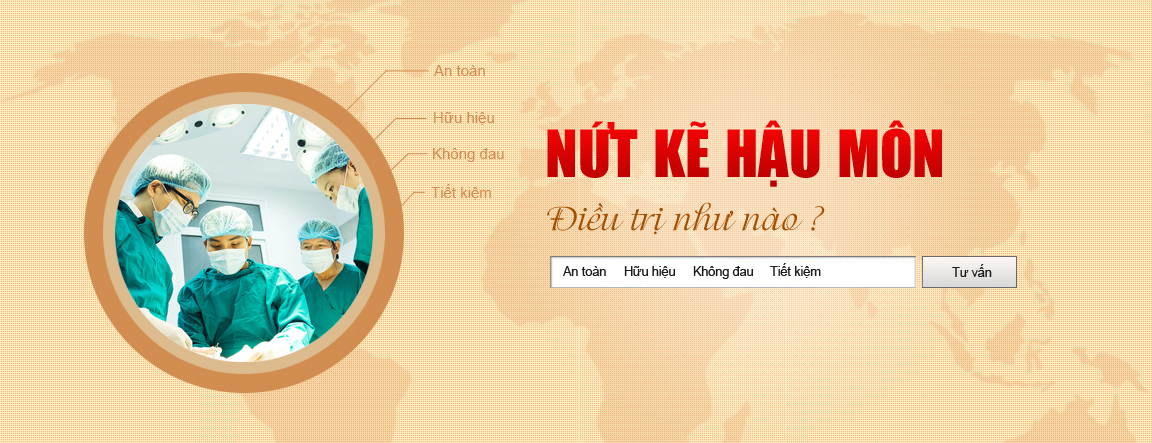 An toàn
Hữu hiệu
Không đau
Tiết kiệm
NỨT KẼ HẬU MÔN
Điều trị như nào ?
An toàn Hữu hiệu Không đau Tiết kiệm
Tư vấn